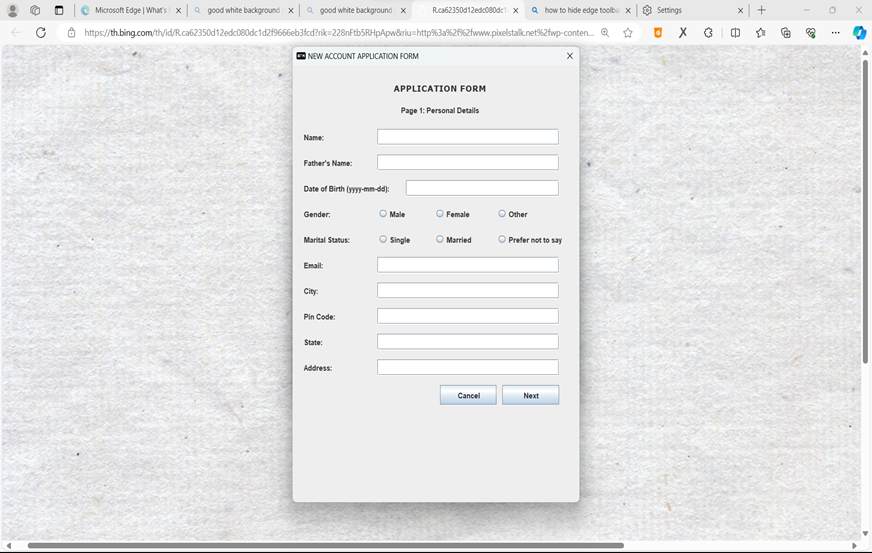 Microsoft Edge | What's
good white background
good white background
R.ca62350d12edc080dc1
how to hide edge toolba
Settings
https://th.bing.com/th/id/R.ca62350d12edc080dc1d2f9666eb3fcd?rik=228nFtb5RHpApw&riu=http%3a%2f%2fwww.pixelstalk.net%2fwp-conten...
NEW ACCOUNT APPLICATION FORM
APPLICATION FORM
Page 1: Personal Details
Name:
Father's Name:
Date of Birth (yyyy-mm-dd):
Gender: Male Female Other
Marital Status: Single Married Prefer not to say
Email:
City:
Pin Code:
State:
Address:
Cancel Next